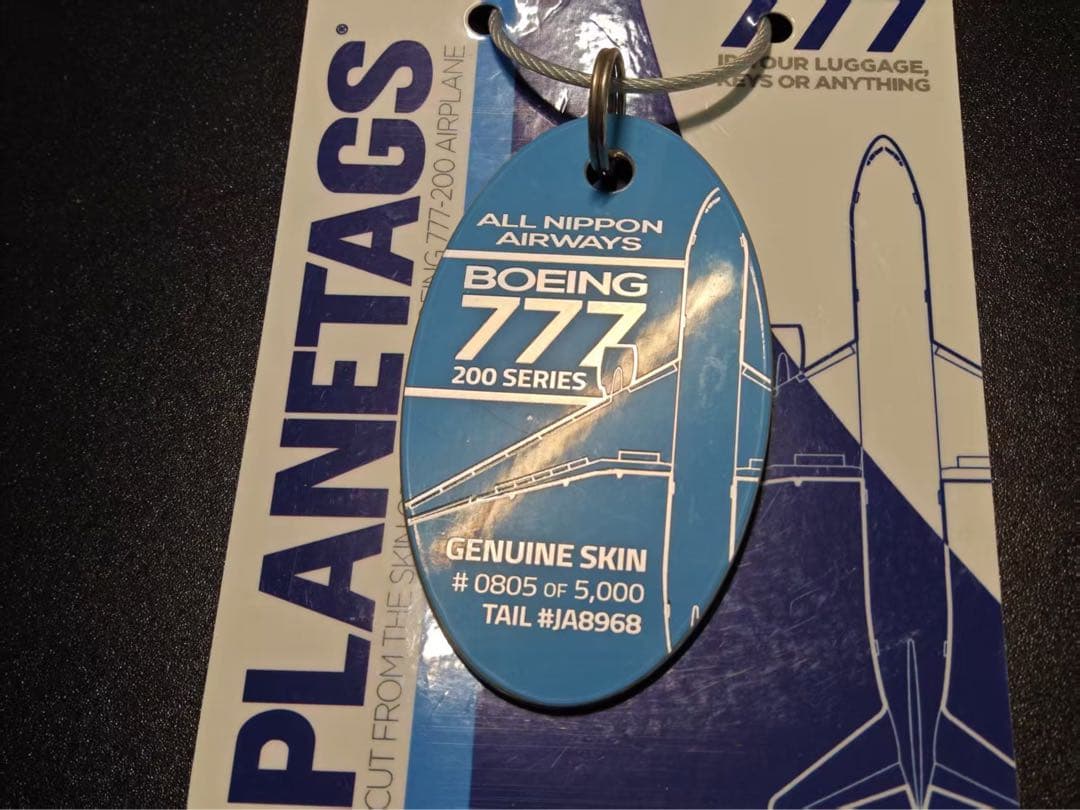 PLANETAGS®
CUT FROM THE SKIN
777-200 AIRPLANE
777
YOUR LUGGAGE,
KEYS OR ANYTHING
ALL NIPPON
AIRWAYS
BOEING
777
200 SERIES
GENUINE SKIN
# 0805 OF 5,000
TAIL #JA8968